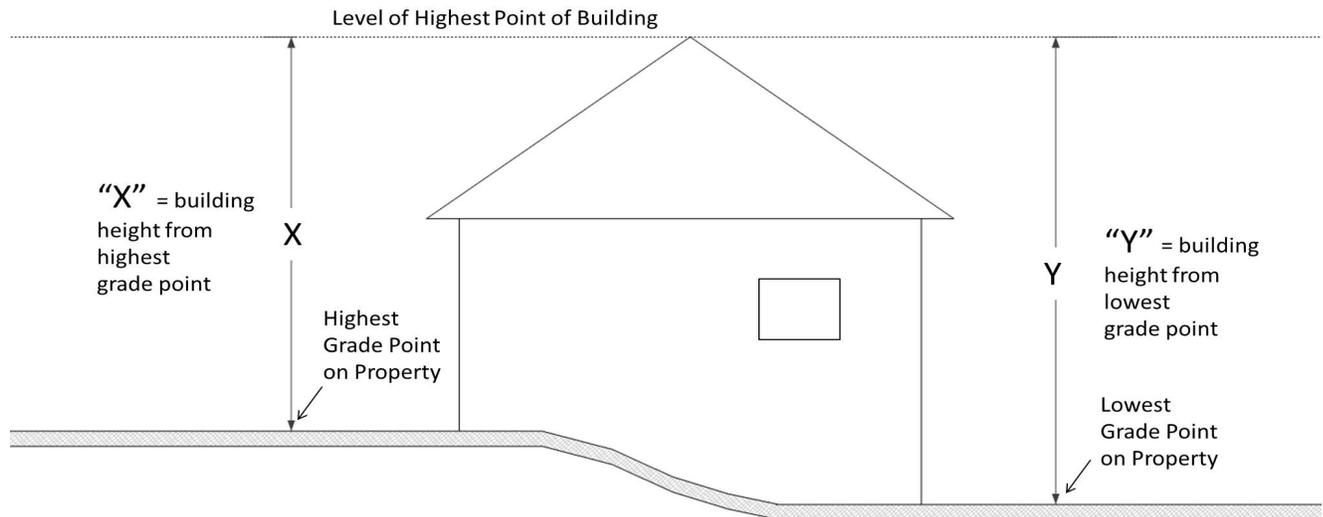 Level of Highest Point of Building
“X” = building
height from
highest
grade point
X
Highest
Grade Point
on Property
“Y” = building
height from
lowest
grade point
Y
Lowest
Grade Point
on Property